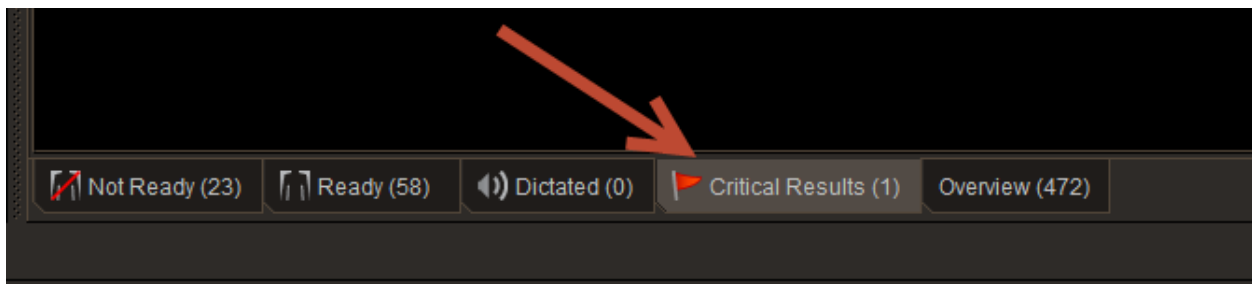 Not Ready (23) Ready (58) Dictated (0) Critical Results (1) Overview (472)